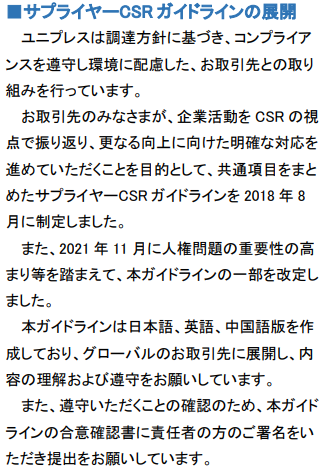 ■サプライヤーCSRガイドラインの展開
　ユニプレスは調達方針に基づき、コンプライア
ンスを遵守し環境に配慮した、お取引先との取り
組みを行っています。
　お取引先のみなさまが、企業活動を CSR の視
点で振り返り、更なる向上に向けた明確な対応を
進めていただくことを目的として、共通項目をまと
めたサプライヤーCSR ガイドラインを 2018 年 8
月に制定しました。
　また、2021 年 11 月に人権問題の重要性の高
まり等を踏まえて、本ガイドラインの一部を改定し
ました。
　本ガイドラインは日本語、英語、中国語版を作
成しており、グローバルのお取引先に展開し、内
容の理解および遵守をお願いしています。
　また、遵守いただくことの確認のため、本ガイド
ラインの合意確認書に責任者の方のご署名をい
ただき提出をお願いしています。